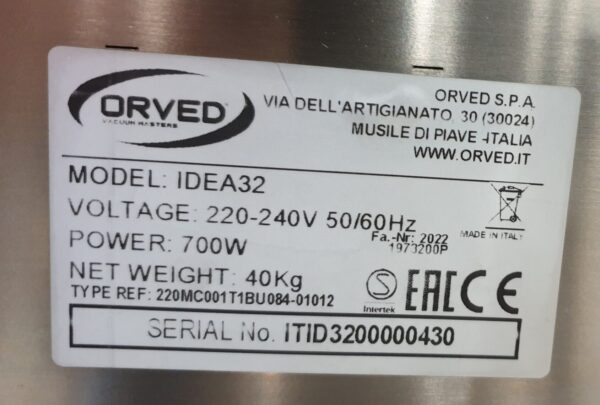 ORVED
VACUUM MASTERS
ORVED S.P.A.
VIA DELL'ARTIGIANATO, 30 (30024)
MUSILE DI PIAVE -ITALIA
WWW.ORVED.IT
MODEL: IDEA32
VOLTAGE: 220-240V 50/60Hz
POWER: 700W
Fa.-Nr: 2022
1973200P
MADE IN ITALY
NET WEIGHT: 40Kg
TYPE REF: 220MC001T1BU084-01012
S
Intertek
EAC CE
SERIAL No. ITID3200000430